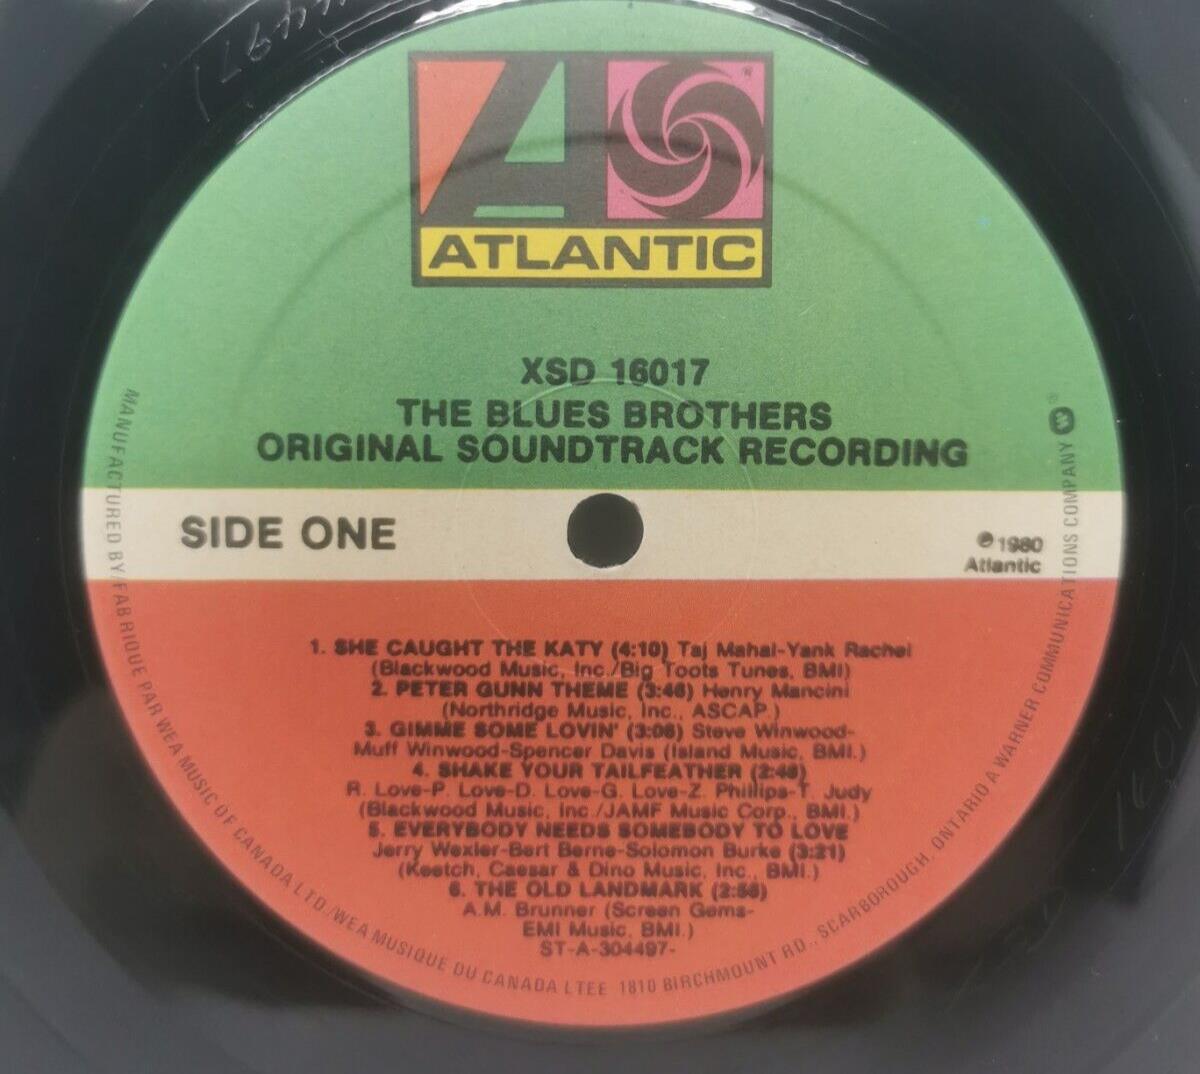 ATLANTIC
XSD 16017
THE BLUES BROTHERS
ORIGINAL SOUNDTRACK RECORDING
SIDE ONE
℗1980
Atlantic
1. SHE CAUGHT THE KATY (4:10) Taj Mahal-Yank Rachel
(Blackwood Music, Inc./Big Toots Tunes, BMI)
2. PETER GUNN THEME (3:46) Henry Mancini
(Northridge Music, Inc., ASCAP.)
3. GIMME SOME LOVIN' (3:06) Steve Winwood-
Muff Winwood-Spencer Davis (Island Music, BMI.)
4. SHAKE YOUR TAILFEATHER (2:48)
R. Love-P. Love-D. Love-G. Love-Z. Phillips-T. Judy
(Blackwood Music, Inc./JAMF Music Corp., BMI.)
5. EVERYBODY NEEDS SOMEBODY TO LOVE
Jerry Wexler-Bert Berns-Solomon Burke (3:21)
(Keetch, Caesar & Dino Music, Inc., BMI.)
6. THE OLD LANDMARK (2:56)
A.M. Brunner (Screen Gems-
EMI Music, BMI.)
ST-A-304497-
MANUFACTURED BY/FABRIQUE PAR WEA MUSIC OF CANADA LTD./WEA MUSIQUE DU CANADA LTEE 1810 BIRCHMOUNT RD., SCARBOROUGH, ONTARIO A WARNER COMMUNICATIONS COMPANY